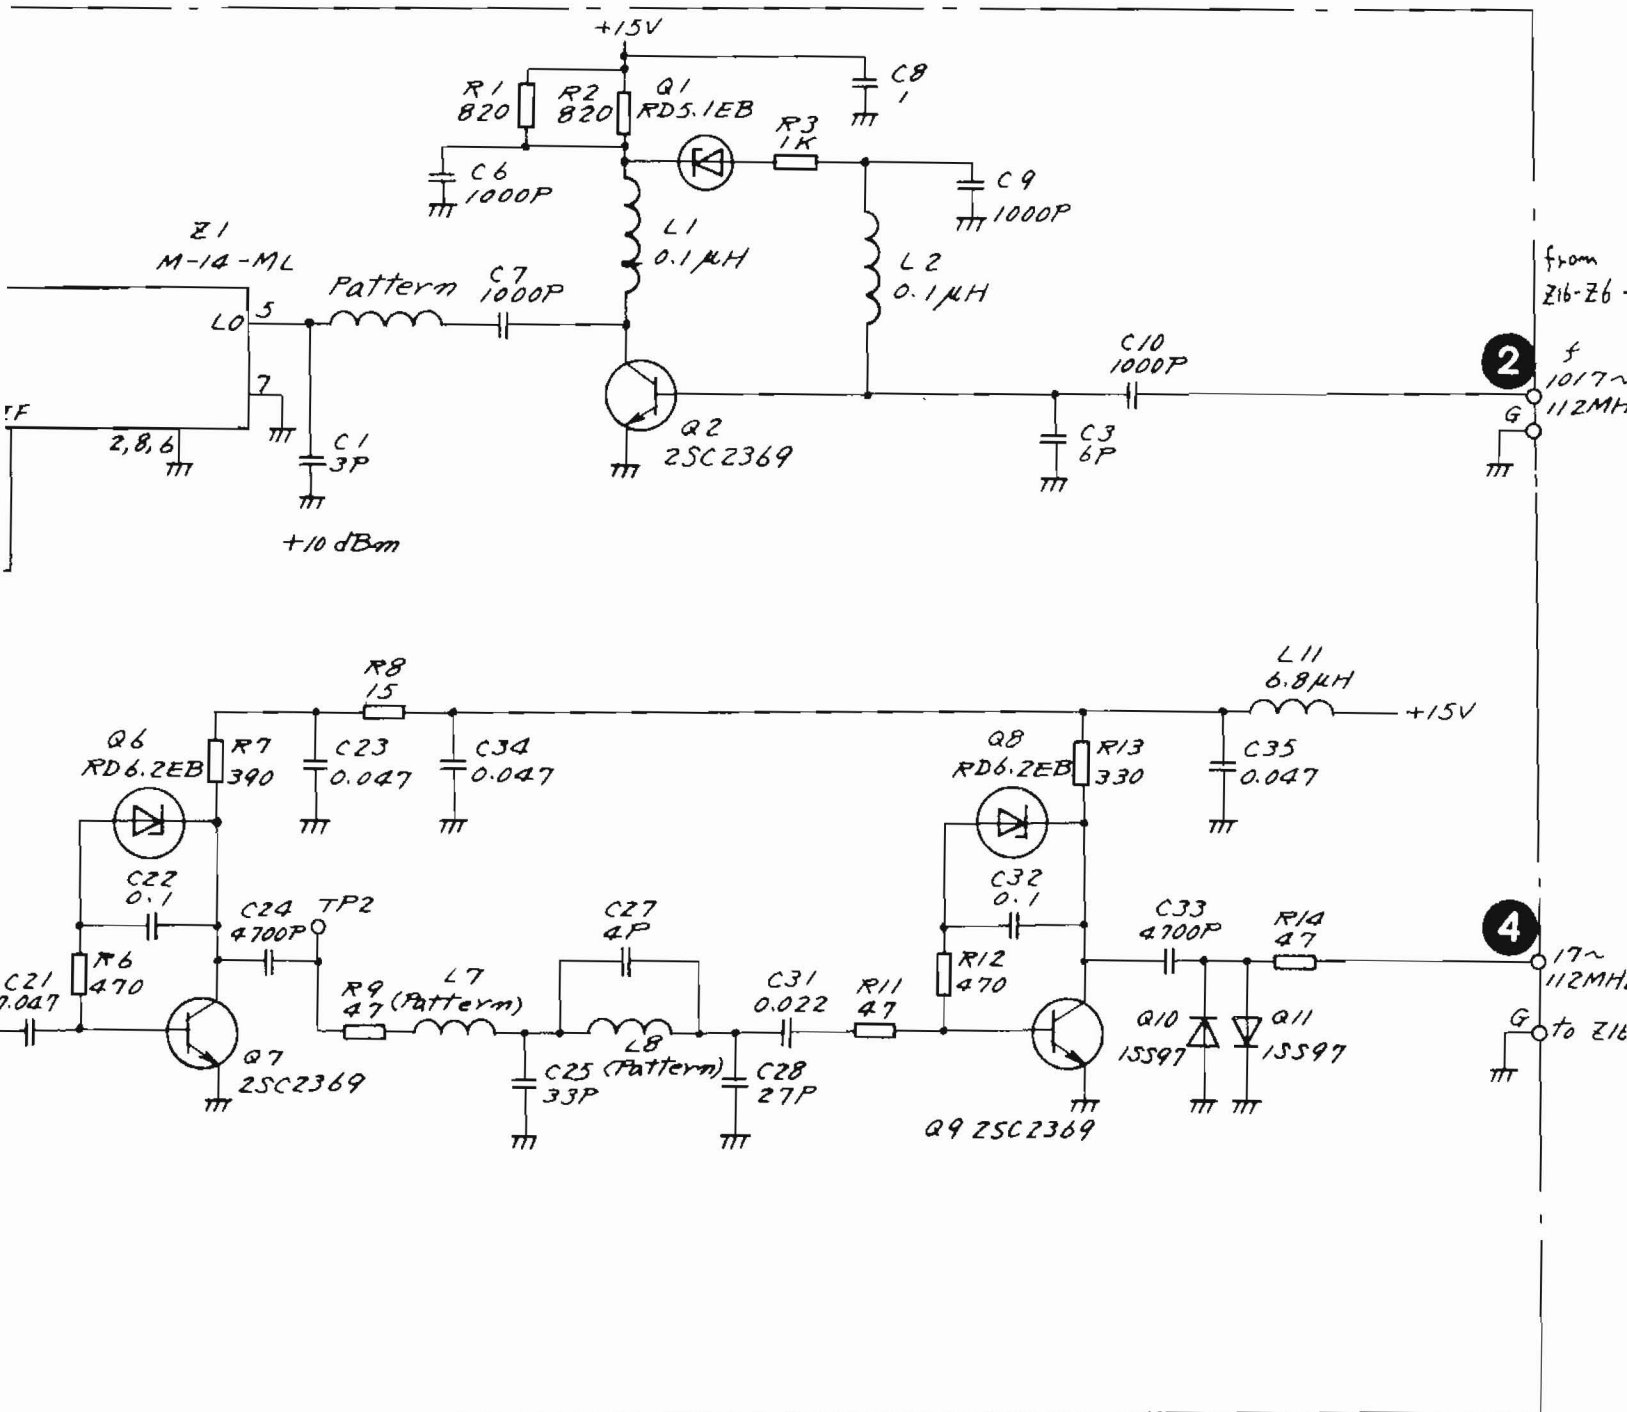 +15V
C8
1
R1
820
R2
820
Q1
RD5.1EB
R3
1K
C6
1000P
C9
1000P
Z1
M-14-ML
L1
0.1μH
L2
0.1μH
from
Z16-Z6-
Pattern
C7
1000P
LO
5
7
2,8,6
C1
3P
+10dBm
Q2
2SC2369
C10
1000P
C3
6P
2
f
1017~
112MH
G
R8
15
L11
6.8μH
+15V
Q6
RD6.2EB
R7
390
C23
0.047
C34
0.047
Q8
RD6.2EB
R13
330
C35
0.047
C22
0.1
C24
4700P
TP2
C27
4P
C32
0.1
C33
4700P
R14
47
4
17~
112MHz
C21
0.047
R6
470
R9
47
L7
(Pattern)
C31
0.022
R11
47
R12
470
Q10
1SS97
Q11
1SS97
G
to Z16
Q7
2SC2369
L8
(Pattern)
C25
33P
C28
27P
Q9 2SC2369